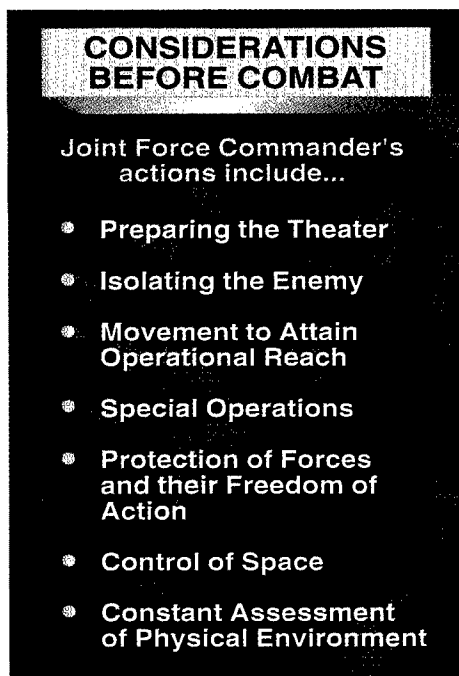 CONSIDERATIONS
BEFORE COMBAT
Joint Force Commander's
actions include...
Preparing the Theater
Isolating the Enemy
Movement to Attain
Operational Reach
Special Operations
Protection of Forces
and their Freedom of
Action
Control of Space
Constant Assessment
of Physical Environment